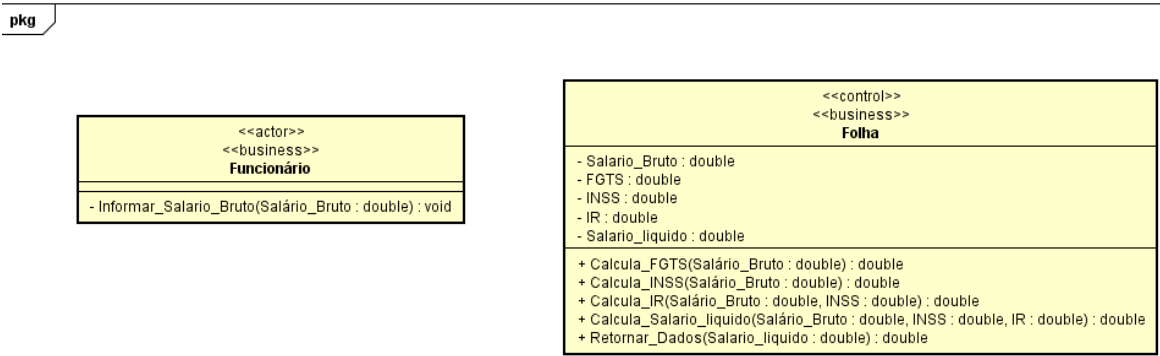 pkg
<<actor>>
<<business>>
Funcionário
- Informar_Salario_Bruto(Salário_Bruto : double) : void
<<control>>
<<business>>
Folha
- Salario_Bruto : double
- FGTS : double
- INSS : double
- IR : double
- Salario_liquido : double
+ Calcula_FGTS(Salário_Bruto : double) : double
+ Calcula_INSS(Salário_Bruto : double) : double
+ Calcula_IR(Salário_Bruto : double, INSS : double) : double
+ Calcula_Salario_liquido(Salário_Bruto : double, INSS : double, IR : double) : double
+ Retornar_Dados(Salario_liquido : double) : double